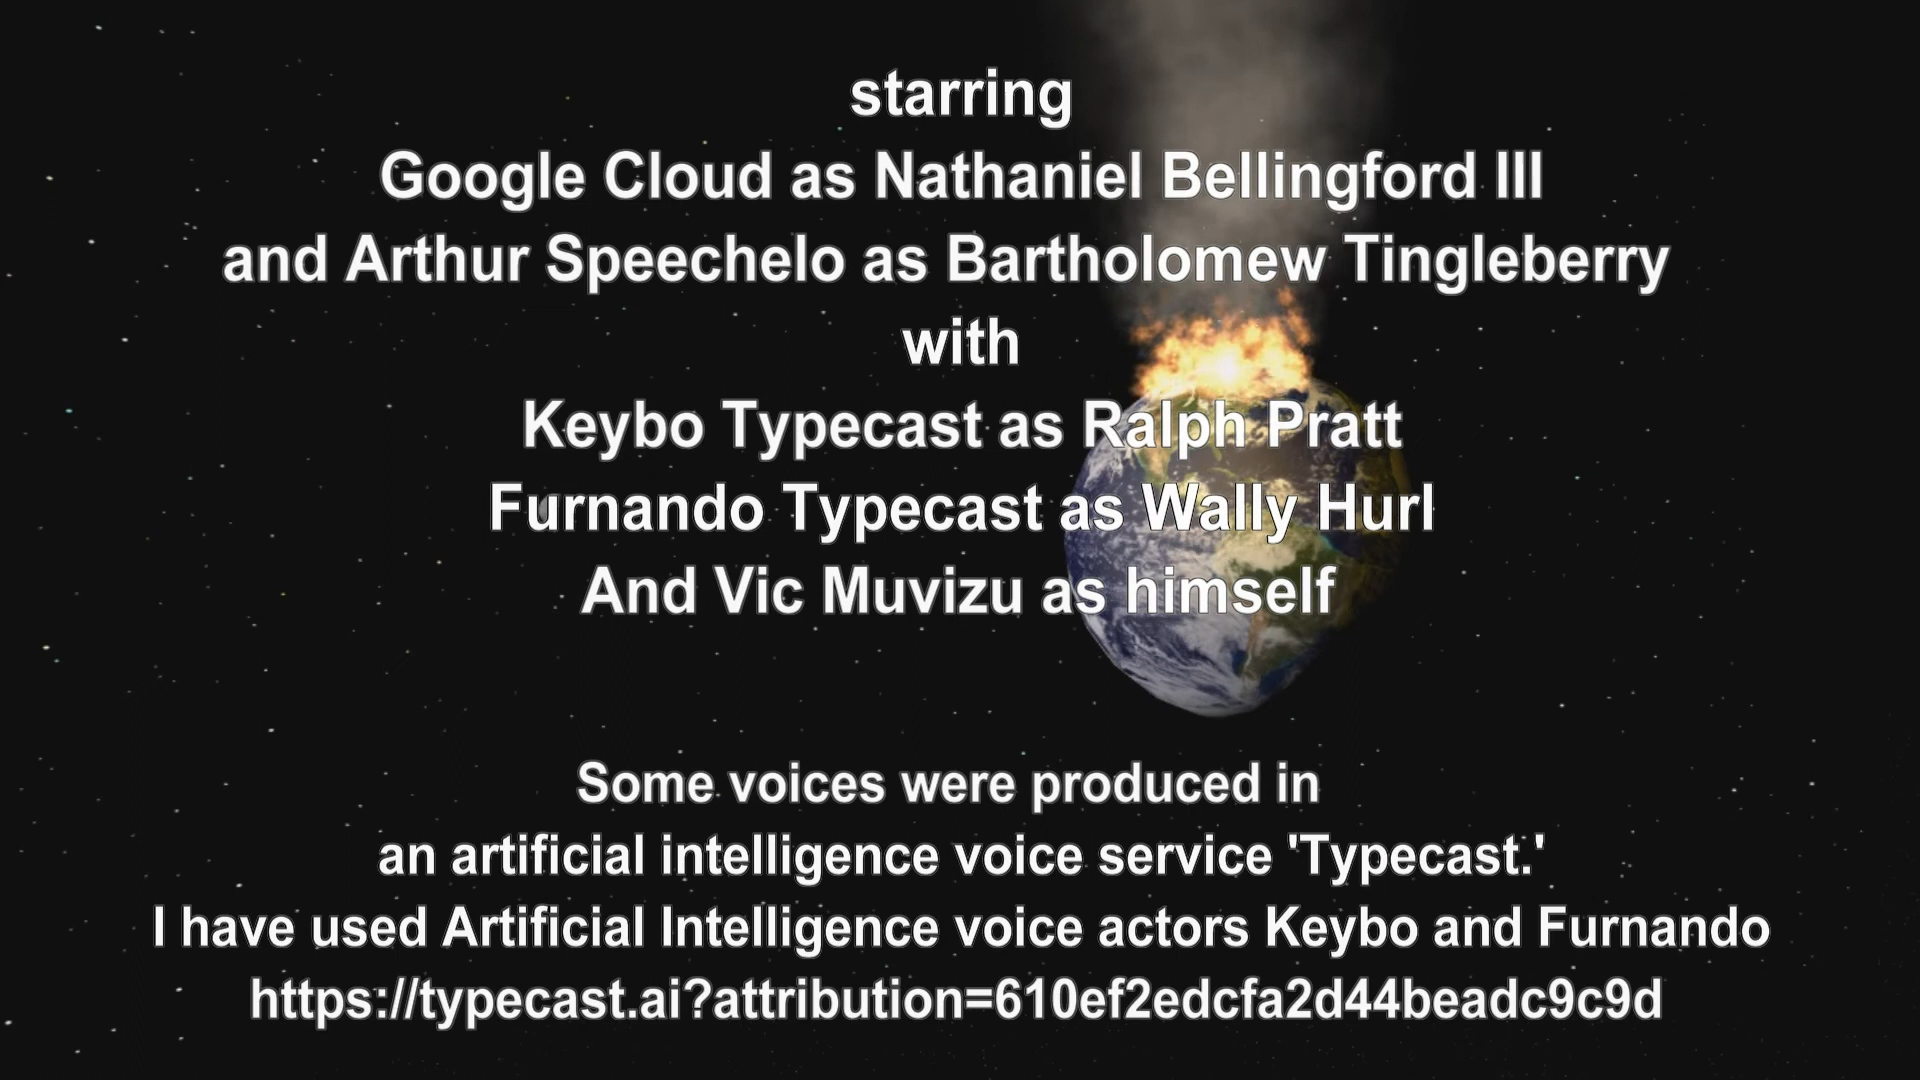 starring
Google Cloud as Nathaniel Bellingford III
and Arthur Speechelo as Bartholomew Tingleberry
with
Keybo Typecast as Ralph Pratt
Furnando Typecast as Wally Hurl
And Vic Muvizu as himself
Some voices were produced in
an artificial intelligence voice service 'Typecast.'
I have used Artificial Intelligence voice actors Keybo and Furnando
https://typecast.ai?attribution=610ef2edcfa2d44beadc9c9d